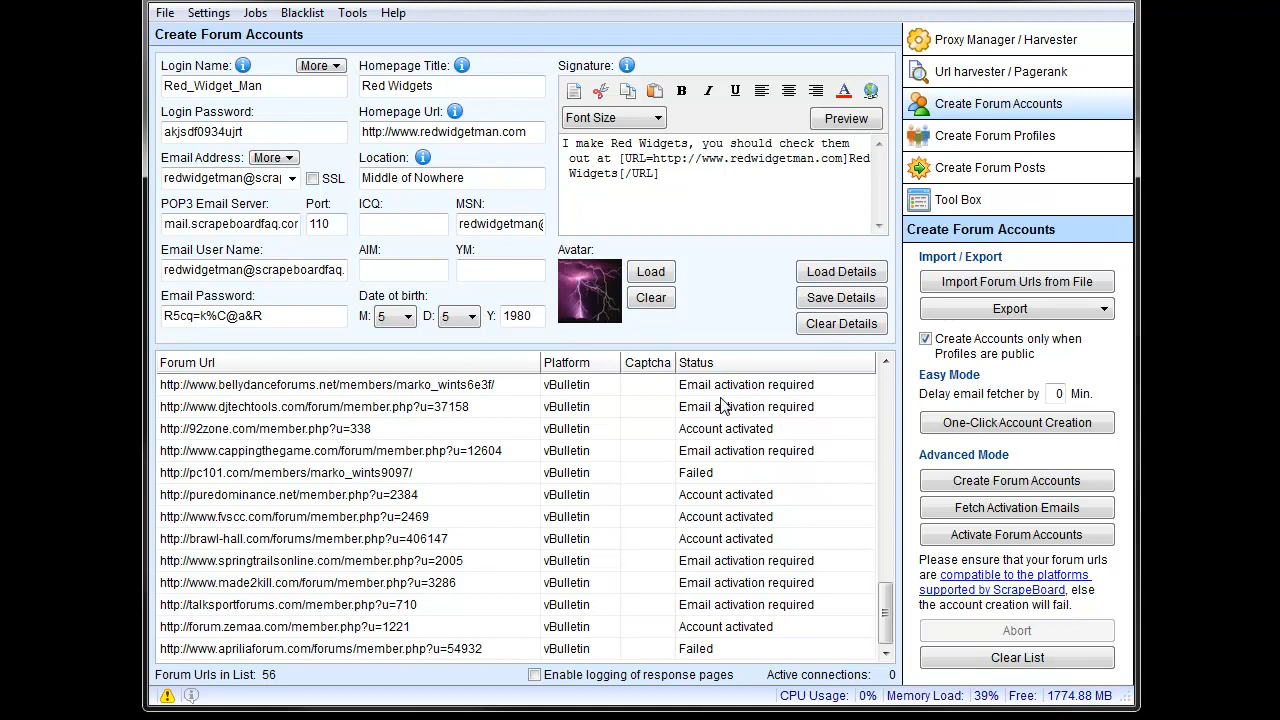 File Settings Jobs Blacklist Tools Help
Create Forum Accounts
Login Name: More
Red_Widget_Man
Login Password:
akjsdf0934ujrt
Email Address: More
redwidgetman@scrap SSL
POP3 Email Server: Port:
mail.scrapeboardfaq.cor 110
Email User Name:
redwidgetman@scrapeboardfaq.
Email Password:
R5cq=k%C@a&R
Homepage Title:
Red Widgets
Homepage Url:
http://www.redwidgetman.com
Location:
Middle of Nowhere
ICQ: MSN:
redwidgetman@
AIM: YM:
Date of birth:
M: 5 D: 5 Y: 1980
Signature:
B I U A
Font Size Preview
I make Red Widgets, you should check them
out at [URL=http://www.redwidgetman.com]Red
Widgets[/URL]
Avatar:
Load
Clear
Load Details
Save Details
Clear Details
Forum Url Platform Captcha Status
http://www.bellydanceforums.net/members/marko_wints6e3f/ vBulletin Email activation required
http://www.djtechtools.com/forum/member.php?u=37158 vBulletin Email activation required
http://92zone.com/member.php?u=338 vBulletin Account activated
http://www.cappingthegame.com/forum/member.php?u=12604 vBulletin Email activation required
http://pc101.com/members/marko_wints9097/ vBulletin Failed
http://puredominance.net/member.php?u=2384 vBulletin Account activated
http://www.fvscc.com/forum/member.php?u=2469 vBulletin Account activated
http://brawl-hall.com/forums/member.php?u=406147 vBulletin Account activated
http://www.springtrailsonline.com/member.php?u=2005 vBulletin Email activation required
http://www.made2kill.com/forum/member.php?u=3286 vBulletin Email activation required
http://talksportforums.com/member.php?u=710 vBulletin Email activation required
http://forum.zemaa.com/member.php?u=1221 vBulletin Account activated
http://www.apriliaforum.com/forums/member.php?u=54932 vBulletin Failed
Forum Urls in List: 56 Enable logging of response pages Active connections: 0
Proxy Manager / Harvester
Url harvester / Pagerank
Create Forum Accounts
Create Forum Profiles
Create Forum Posts
Tool Box
Create Forum Accounts
Import / Export
Import Forum Urls from File
Export
Create Accounts only when
Profiles are public
Easy Mode
Delay email fetcher by 0 Min.
One-Click Account Creation
Advanced Mode
Create Forum Accounts
Fetch Activation Emails
Activate Forum Accounts
Please ensure that your forum urls
are compatible to the platforms
supported by ScrapeBoard, else
the account creation will fail.
Abort
Clear List
CPU Usage: 0% Memory Load: 39% Free: 1774.88 MB